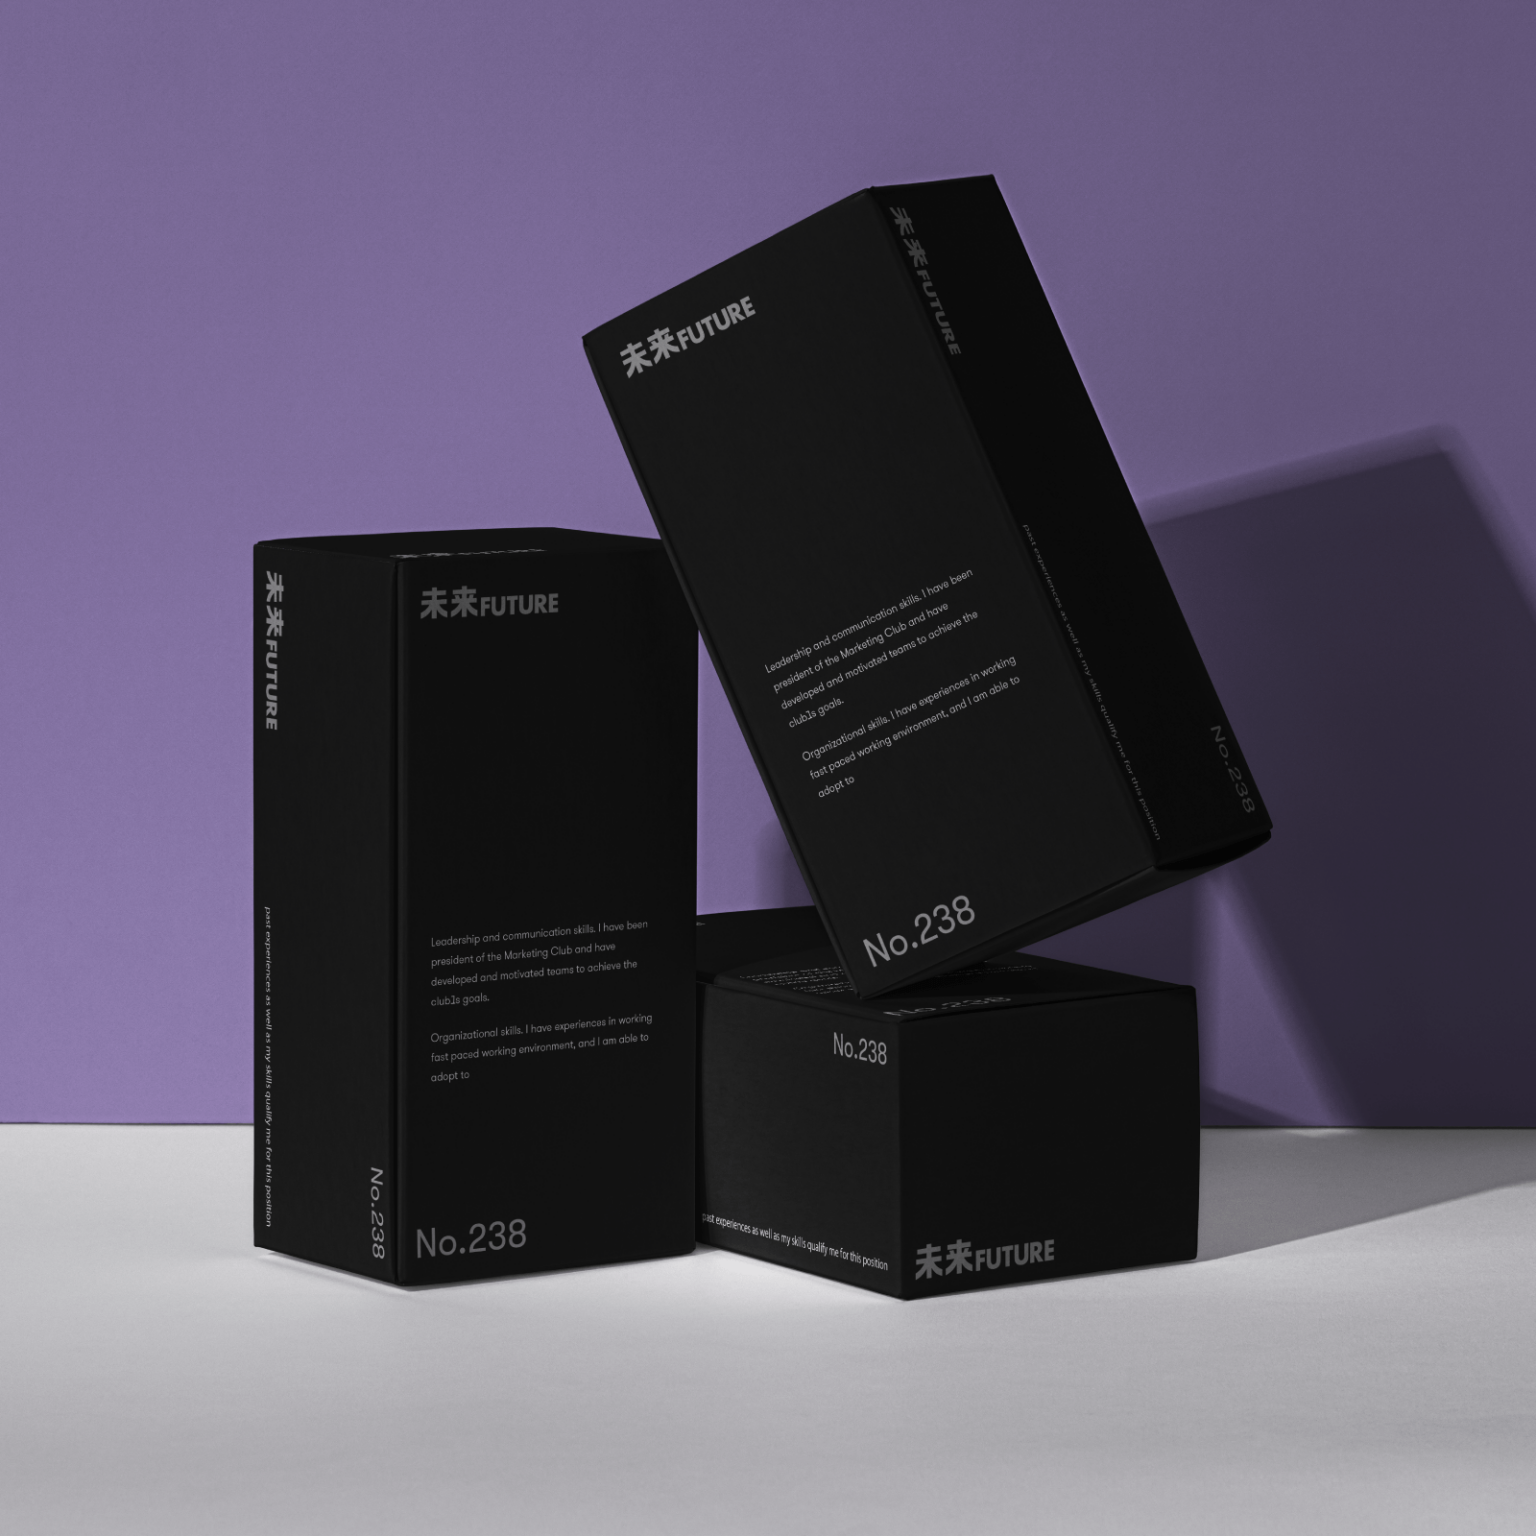 未来FUTURE
past experiences as well as my skills qualify me for this position
No.238
未来FUTURE
Leadership and communication skills. I have been
president of the Marketing Club and have
developed and motivated teams to achieve the
club1s goals.
Organizational skills. I have experiences in working
fast paced working environment, and I am able to
adopt to
No.238
未来FUTURE
Leadership and communication skills. I have been
president of the Marketing Club and have
developed and motivated teams to achieve the
club1s goals.
Organizational skills. I have experiences in working
fast paced working environment, and I am able to
adopt to
No.238
未来FUTURE
past experiences as well as my skills qualify me for this position
No.238
No.238
No.238
past experiences as well as my skills qualify me for this position
未来FUTURE